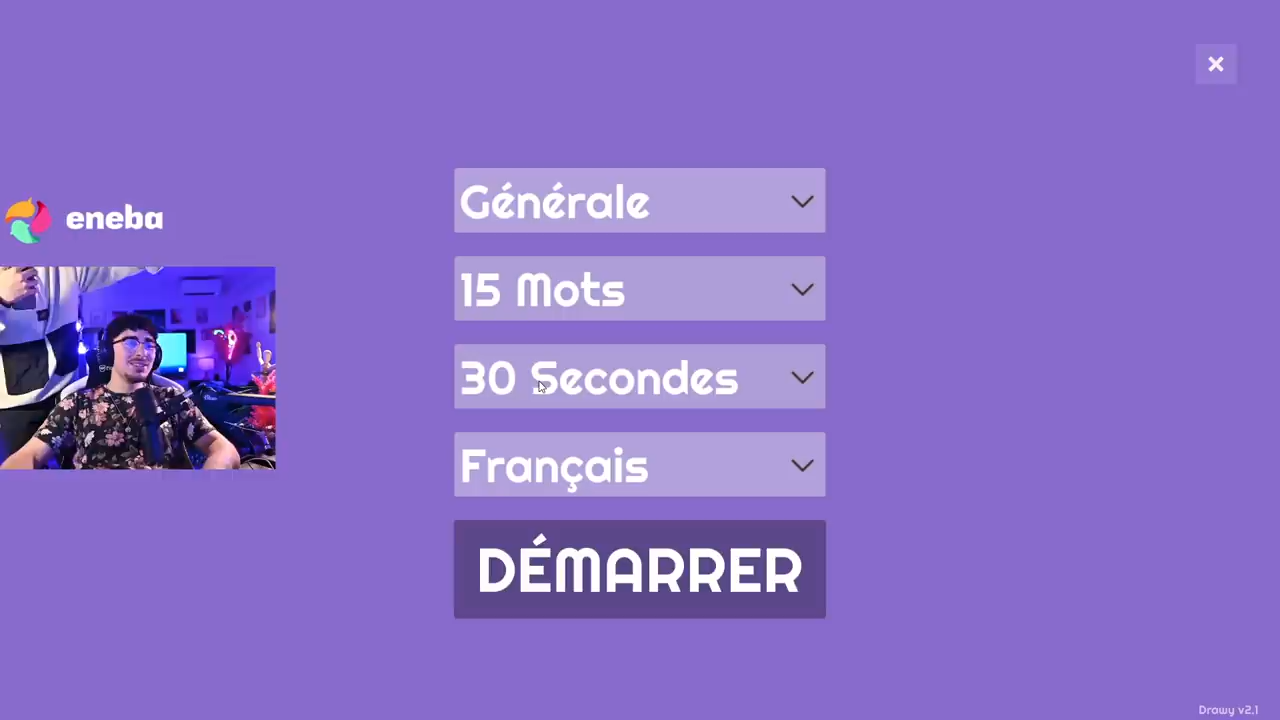 Générale
eneba
15 Mots
30 Secondes
Français
DÉMARRER
Drawy v2.1